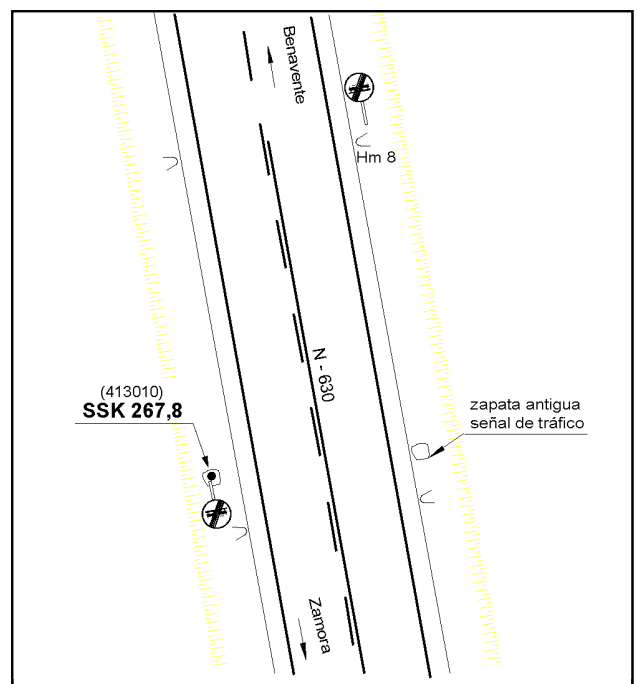 Benavente
Hm 8
N - 630
(413010)
SSK 267,8
zapata antigua
señal de tráfico
Zamora